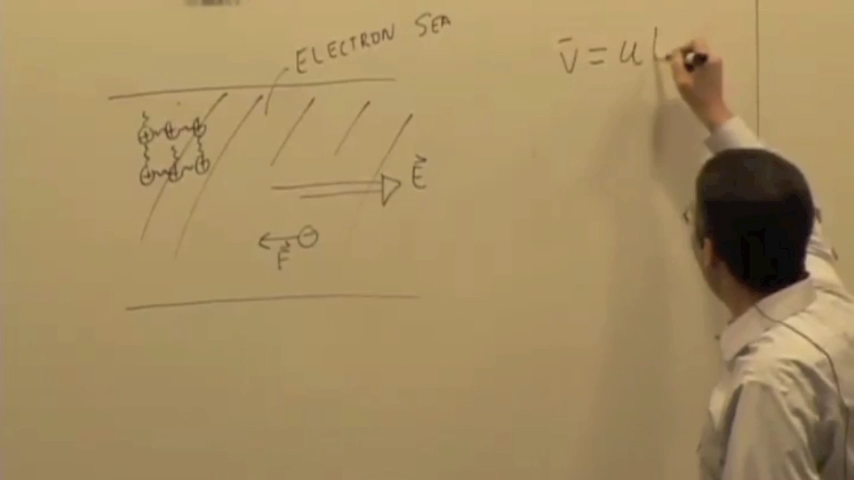 ELECTRON SEA
v̄ = u
+ + +
+ + +
E⃗
−
F⃗